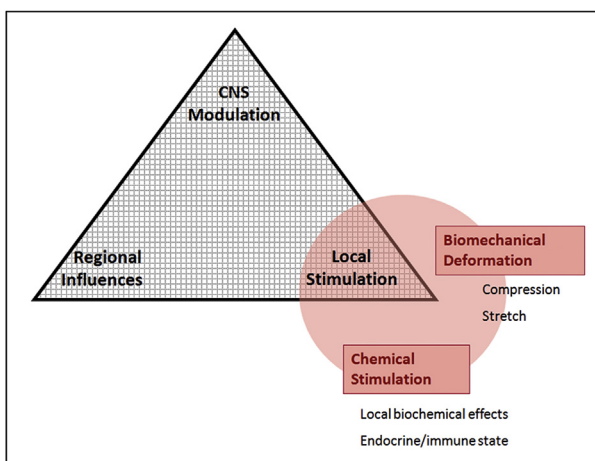 CNS
Modulation
Regional
Influences
Local
Stimulation
Biomechanical
Deformation
Compression
Stretch
Chemical
Stimulation
Local biochemical effects
Endocrine/immune state